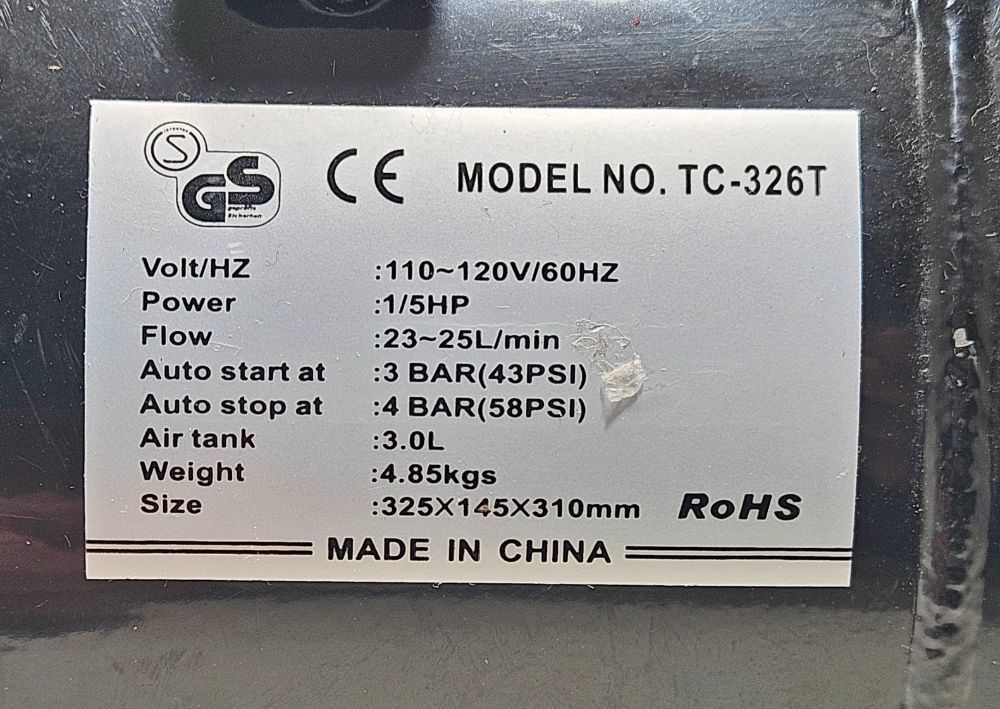 S
GS
geprüfte
Sicherheit
CE
MODEL NO. TC-326T
Volt/HZ :110~120V/60HZ
Power :1/5HP
Flow :23~25L/min
Auto start at :3 BAR(43PSI)
Auto stop at :4 BAR(58PSI)
Air tank :3.0L
Weight :4.85kgs
Size :325X145X310mm
RoHS
MADE IN CHINA